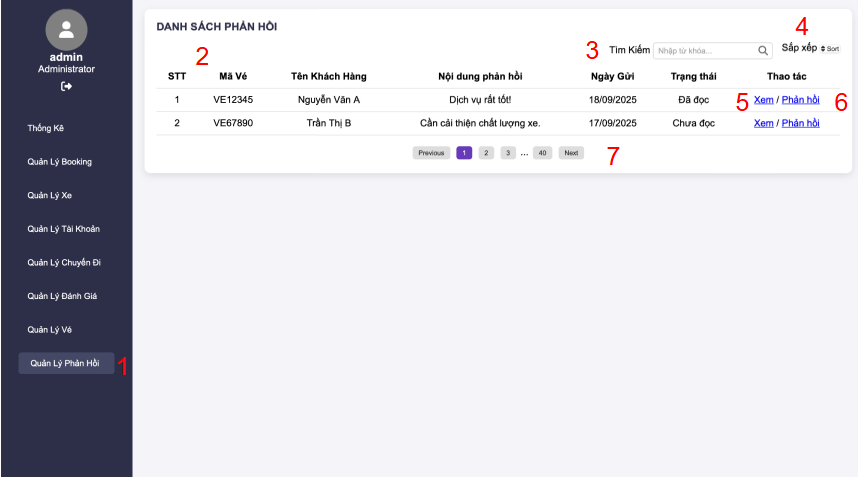 admin
Administrator
Thống Kê
Quản Lý Booking
Quản Lý Xe
Quản Lý Tài Khoản
Quản Lý Chuyến Đi
Quản Lý Đánh Giá
Quản Lý Vé
Quản Lý Phản Hồi 1
DANH SÁCH PHẢN HỒI
2
3 Tìm Kiếm Nhập từ khóa...
4
Sắp xếp Sort
STT Mã Vé Tên Khách Hàng Nội dung phản hồi Ngày Gửi Trạng thái Thao tác
1 VE12345 Nguyễn Văn A Dịch vụ rất tốt! 18/09/2025 Đã đọc 5 Xem / Phản hồi 6
2 VE67890 Trần Thị B Cần cải thiện chất lượng xe. 17/09/2025 Chưa đọc Xem / Phản hồi
Previous 1 2 3 ... 40 Next 7